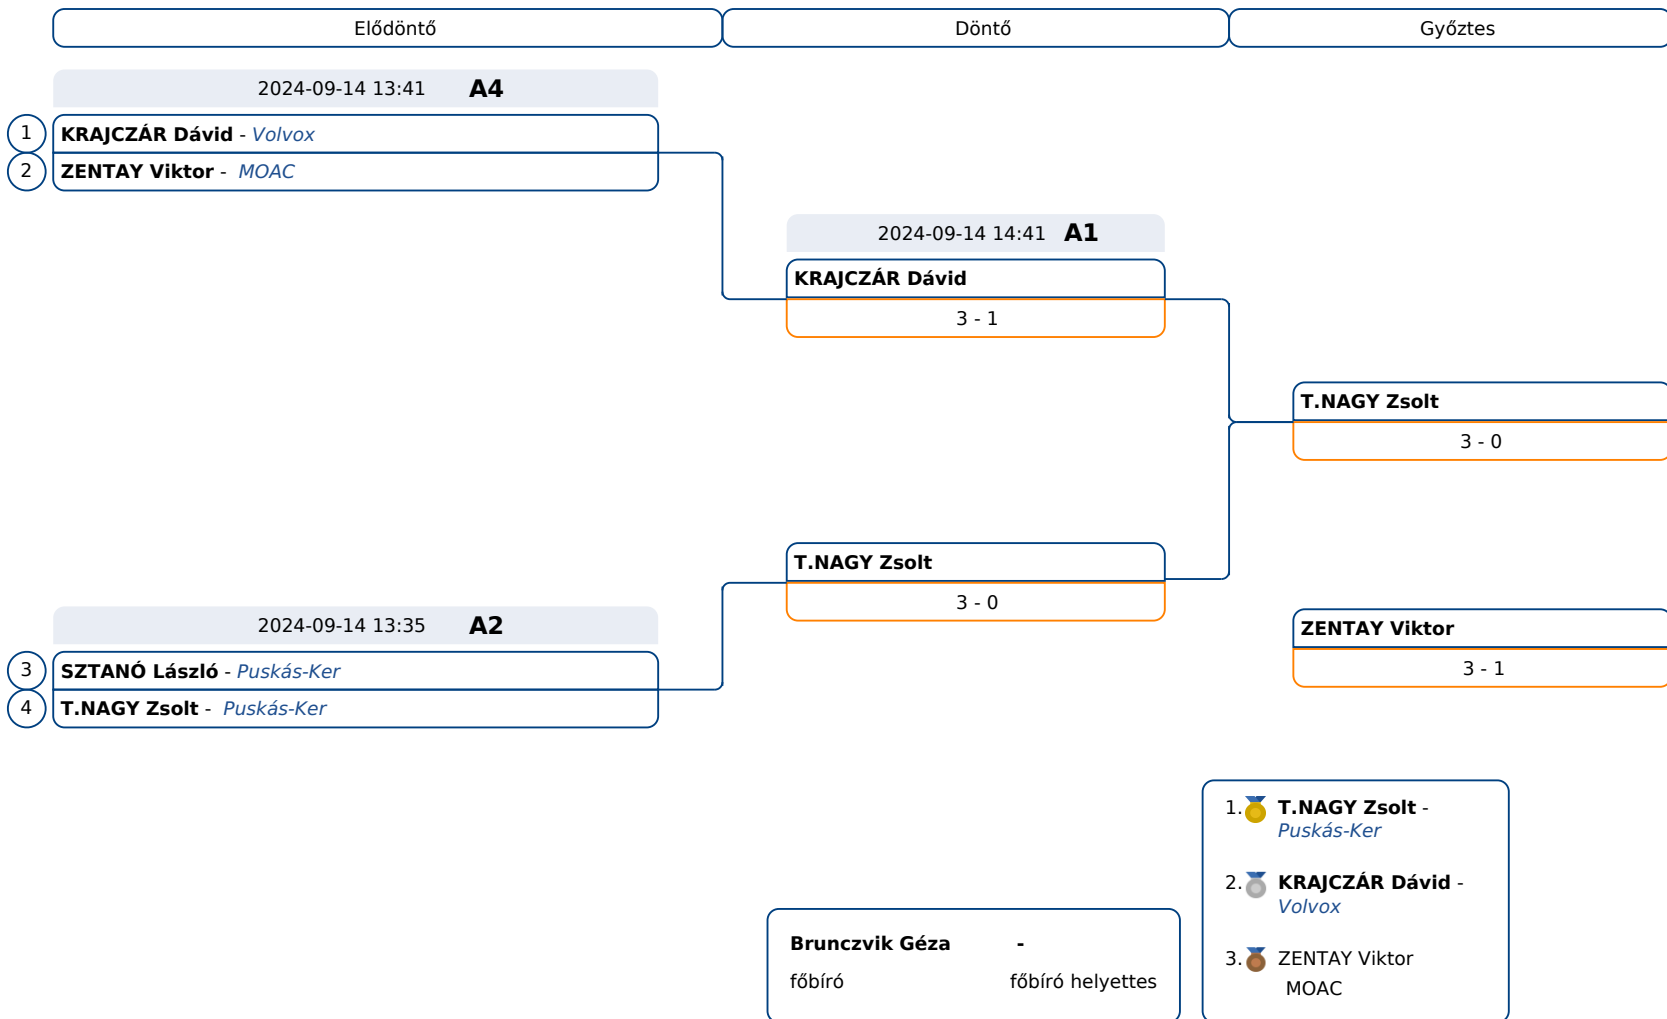 Elődöntő
Döntő
Győztes
2024-09-14 13:41 A4
1 KRAJCZÁR Dávid - Volvox
2 ZENTAY Viktor - MOAC
2024-09-14 14:41 A1
KRAJCZÁR Dávid
3 - 1
T.NAGY Zsolt
3 - 0
T.NAGY Zsolt
3 - 0
2024-09-14 13:35 A2
3 SZTANÓ László - Puskás-Ker
4 T.NAGY Zsolt - Puskás-Ker
ZENTAY Viktor
3 - 1
1. T.NAGY Zsolt -
Puskás-Ker
2. KRAJCZÁR Dávid -
Volvox
3. ZENTAY Viktor
MOAC
Brunczvik Géza -
főbíró főbíró helyettes